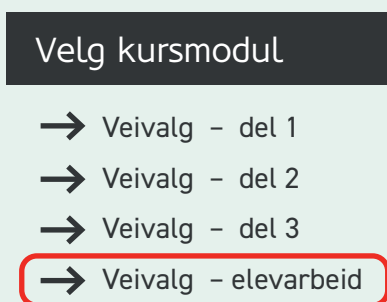 Velg kursmodul
→ Veivalg – del 1
→ Veivalg – del 2
→ Veivalg – del 3
→ Veivalg – elevarbeid